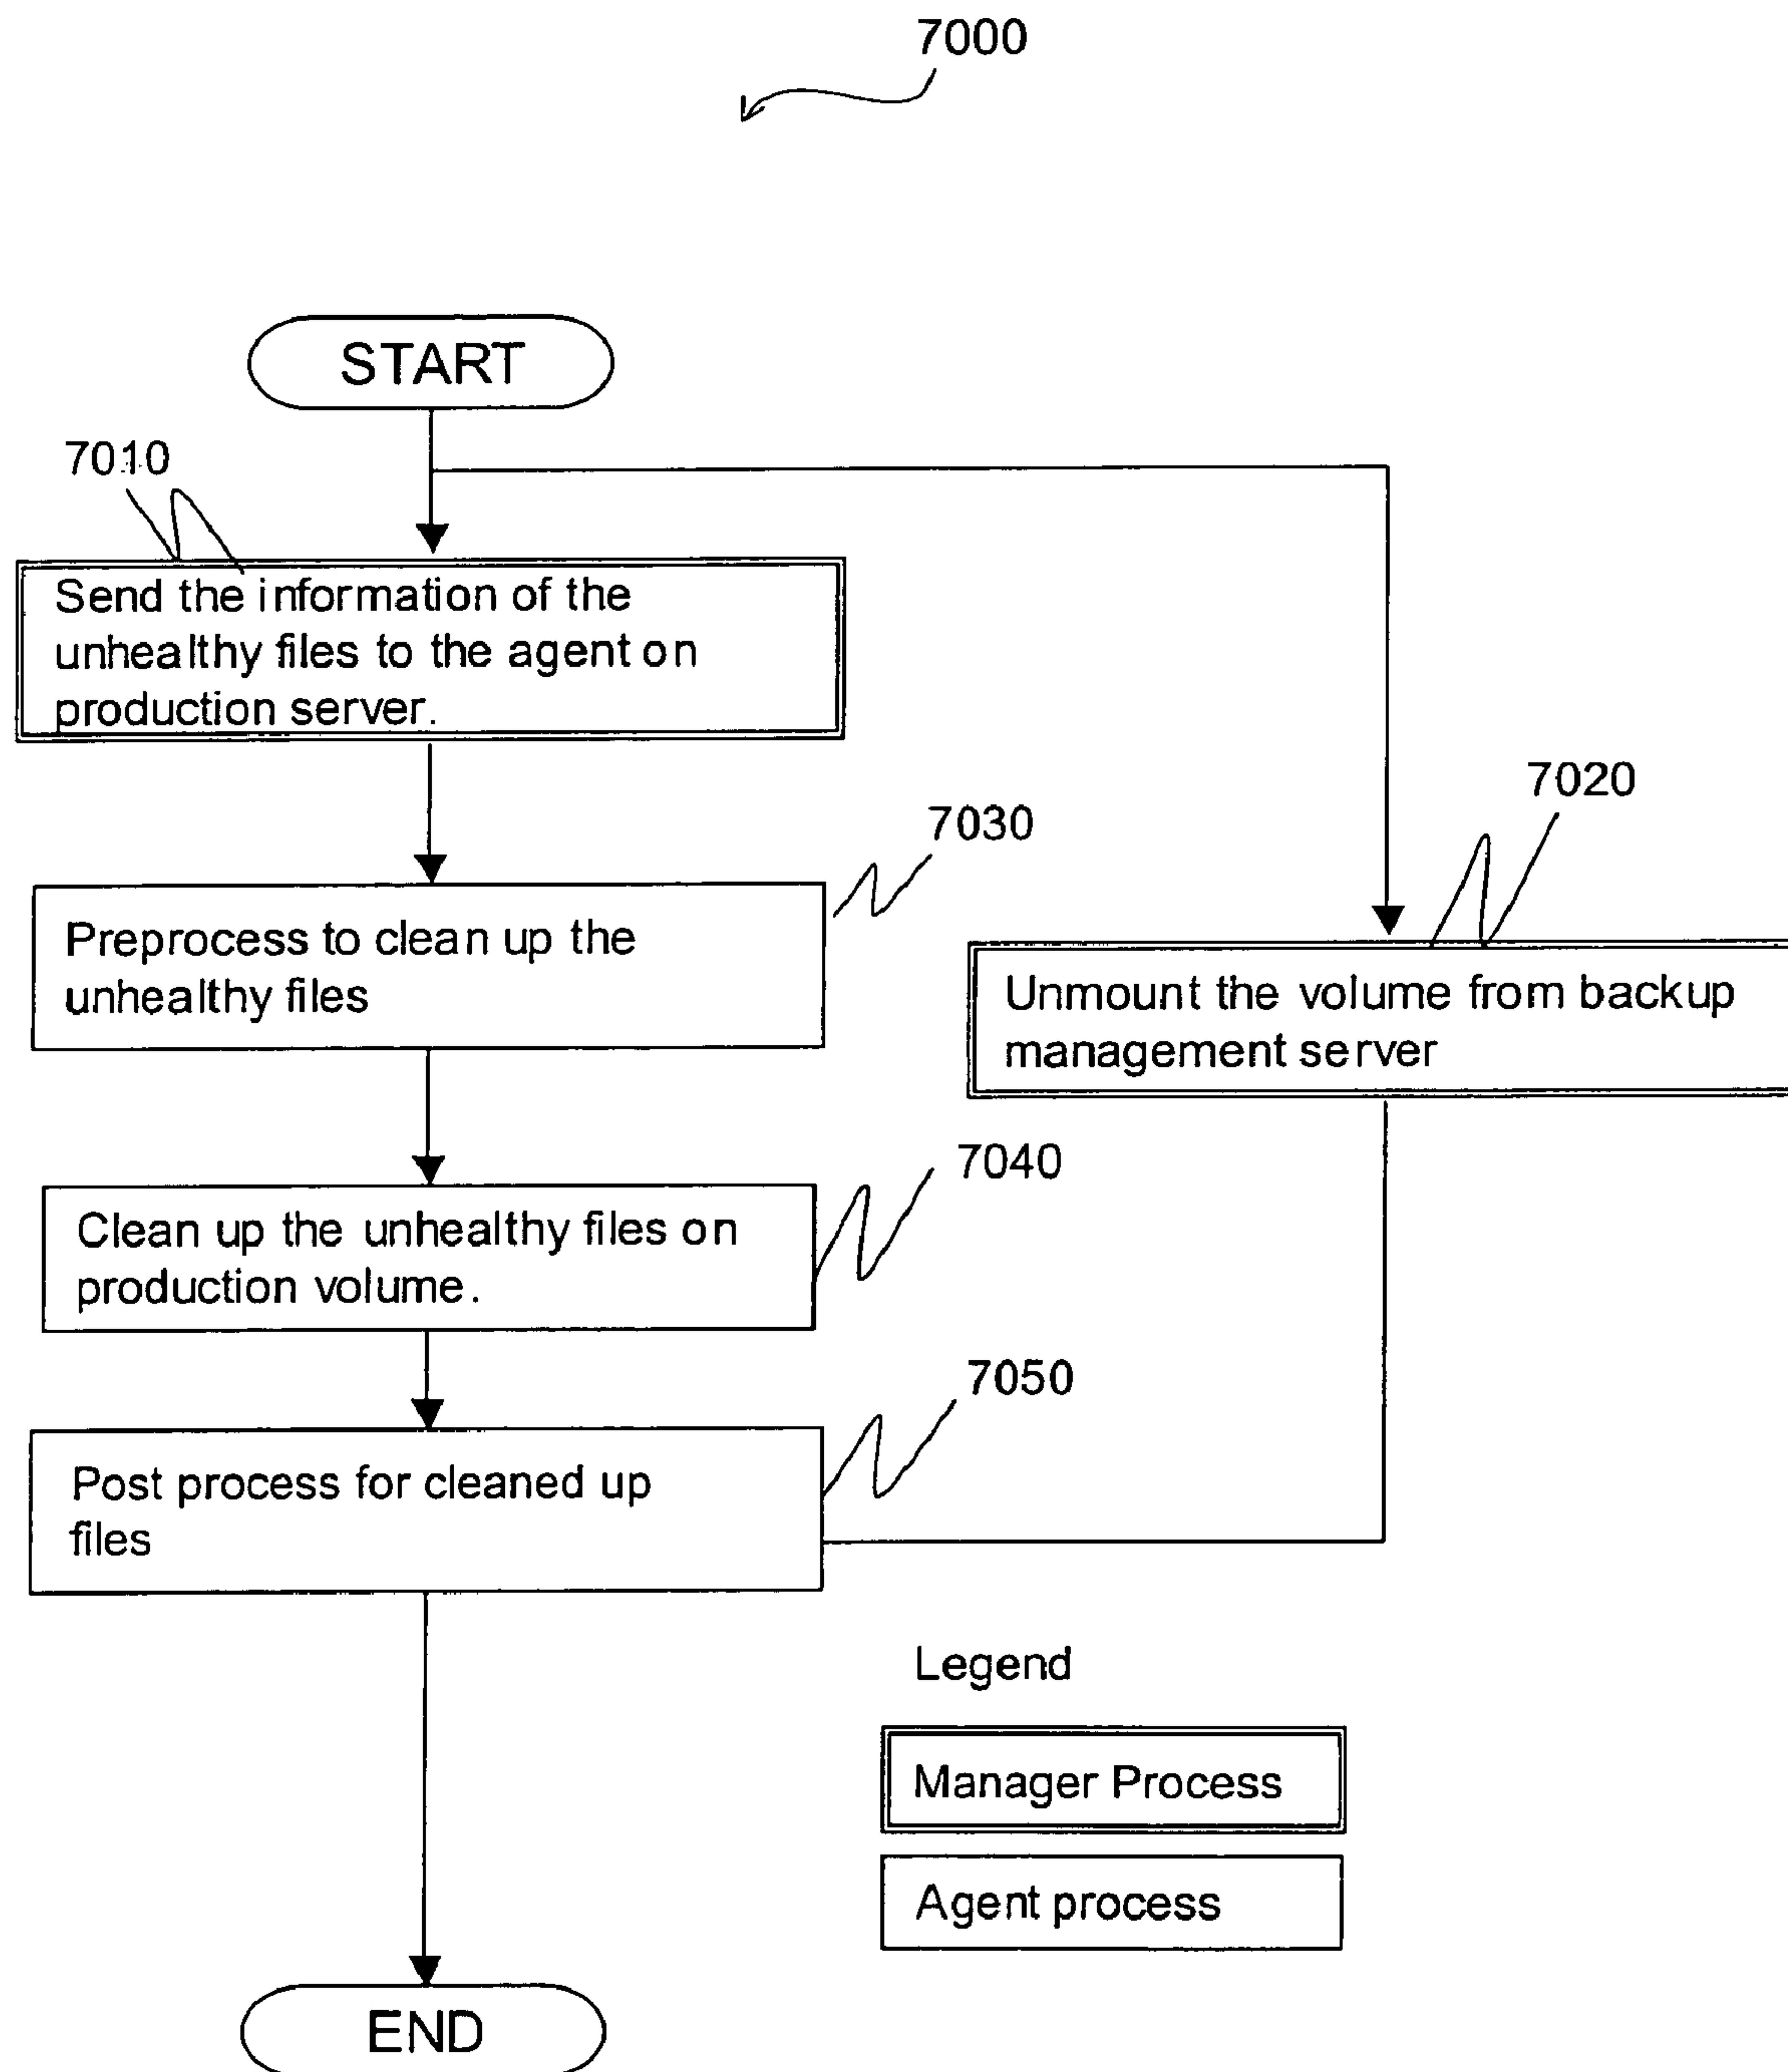 7000
START
7010
Send the information of the
unhealthy files to the agent on
production server.
7020
7030
Preprocess to clean up the
unhealthy files
Unmount the volume from backup
management server
7040
Clean up the unhealthy files on
production volume.
7050
Post process for cleaned up
files
Legend
Manager Process
Agent process
END